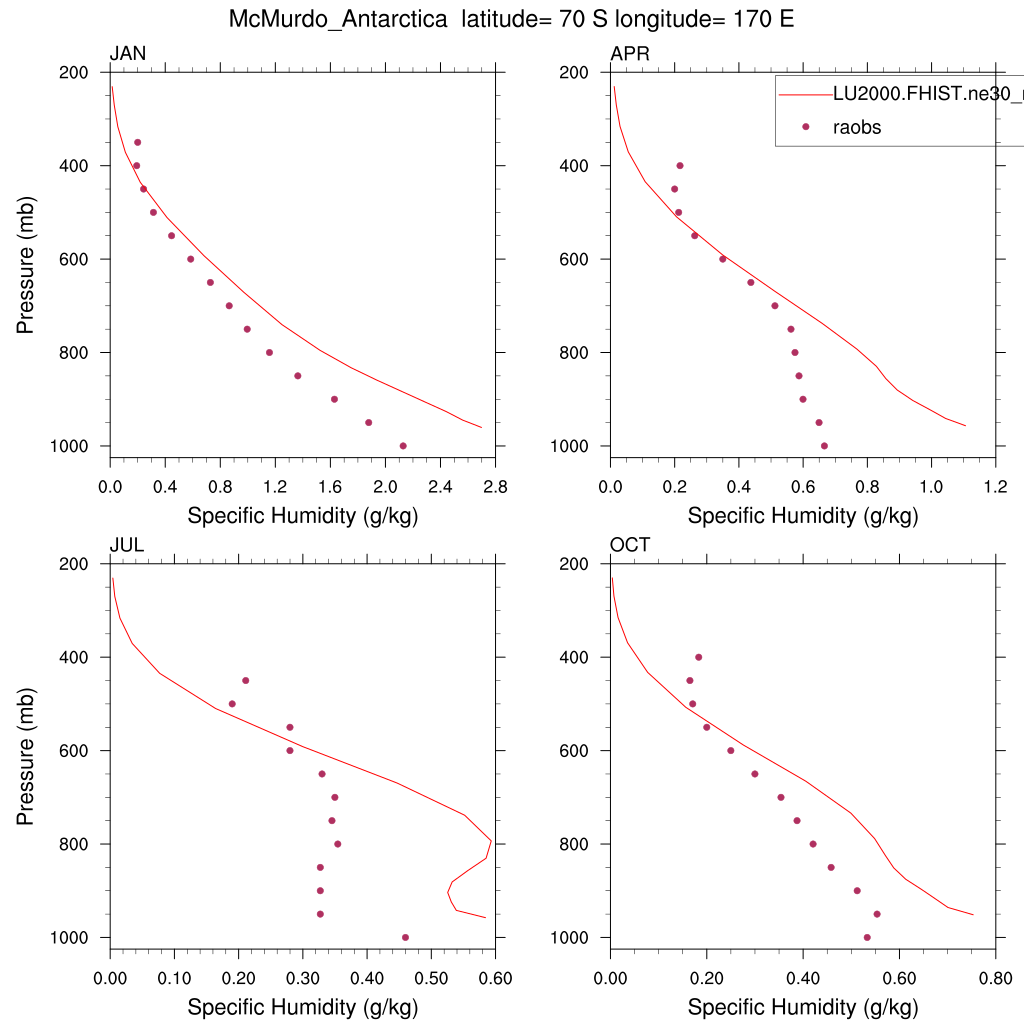 McMurdo_Antarctica latitude= 70 S longitude= 170 E
JAN
200
400
600
800
1000
Pressure (mb)
0.0 0.4 0.8 1.2 1.6 2.0 2.4 2.8
Specific Humidity (g/kg)
APR
LU2000.FHIST.ne30_
raobs
200
400
600
800
1000
0.0 0.2 0.4 0.6 0.8 1.0 1.2
Specific Humidity (g/kg)
JUL
200
400
600
800
1000
Pressure (mb)
0.00 0.10 0.20 0.30 0.40 0.50 0.60
Specific Humidity (g/kg)
OCT
200
400
600
800
1000
0.00 0.20 0.40 0.60 0.80
Specific Humidity (g/kg)